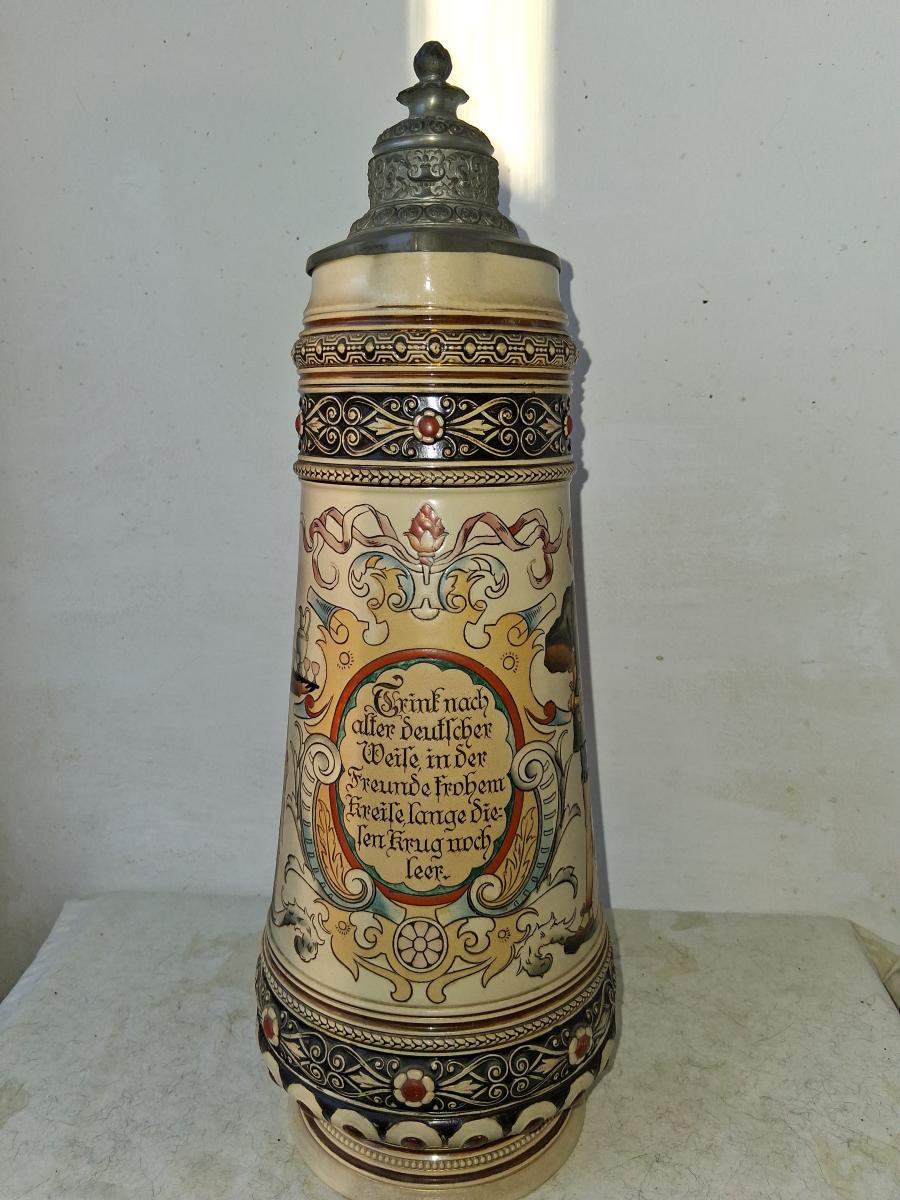 Trink nach
alter deutscher
Weise, in der
Freunde frohem
Kreise, lange die-
sen Krug noch
leer.